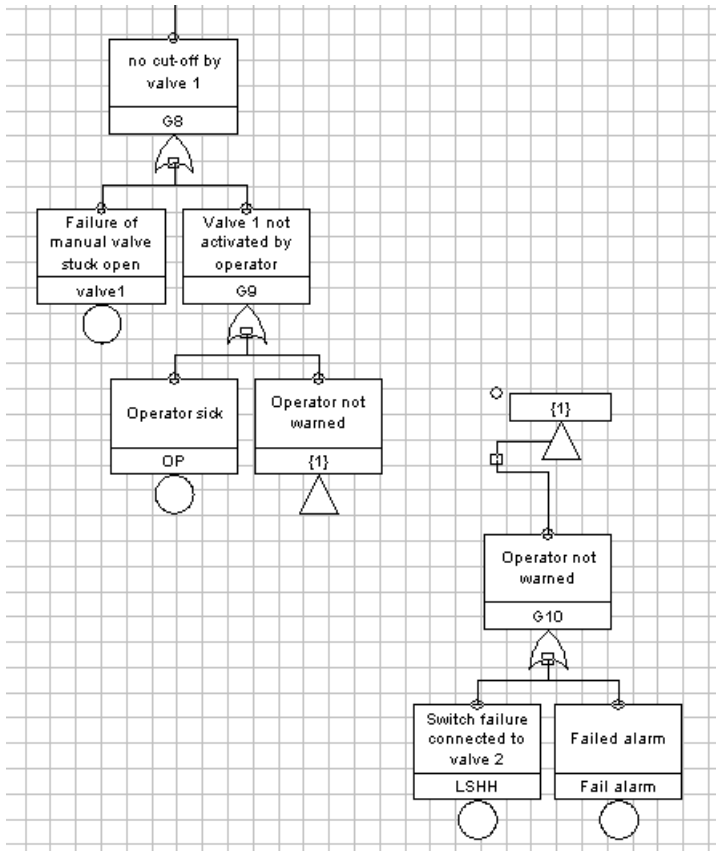 no cut-off by
valve 1
G8
Failure of
manual valve
stuck open
valve1
Valve 1 not
activated by
operator
G9
Operator sick
OP
Operator not
warned
{1}
{1}
Operator not
warned
G10
Switch failure
connected to
valve 2
LSHH
Failed alarm
Fail alarm